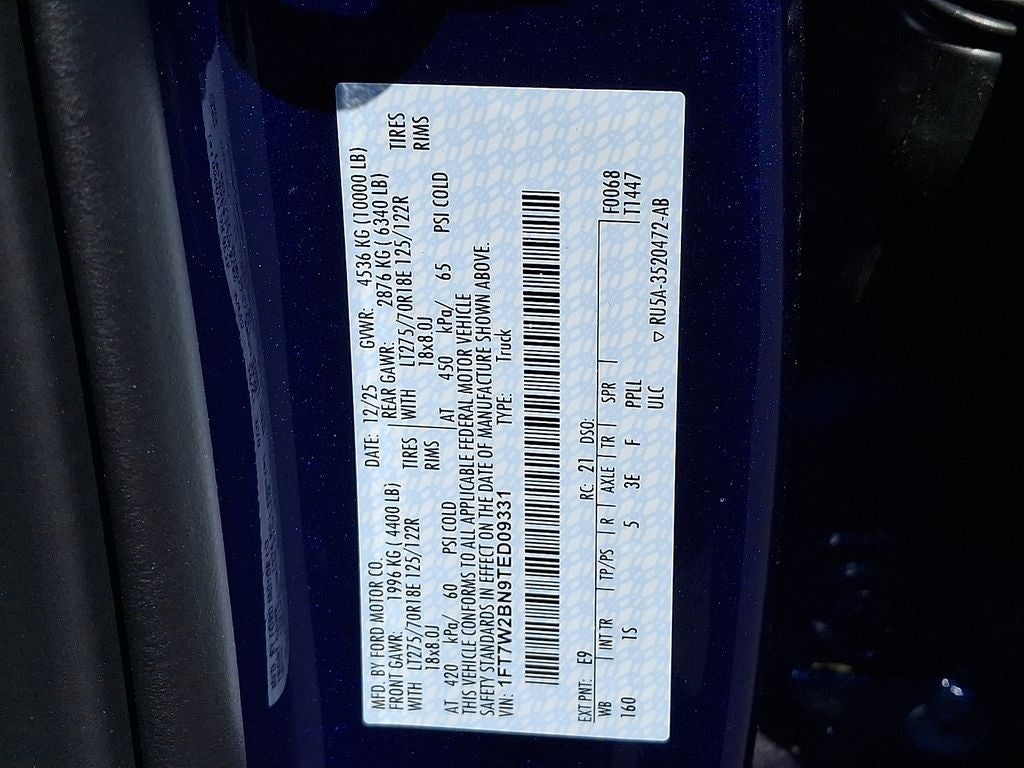 MFD. BY FORD MOTOR CO. DATE: 12/25 GVWR: 4536 KG (10000 LB)
FRONT GAWR: 1996 KG ( 4400 LB) REAR GAWR: 2876 KG ( 6340 LB)
WITH LT275/70R18E 125/122R TIRES WITH LT275/70R18E 125/122R TIRES
18x8.0J RIMS 18x8.0J RIMS
AT 420 kPa/ 60 PSI COLD AT 450 kPa/ 65 PSI COLD
THIS VEHICLE CONFORMS TO ALL APPLICABLE FEDERAL MOTOR VEHICLE
SAFETY STANDARDS IN EFFECT ON THE DATE OF MANUFACTURE SHOWN ABOVE.
VIN: 1FT7W2BN9TED09331 TYPE: Truck
EXT PNT: E9 RC: 21 DSO:
WB INT TR TP/PS R AXLE TR SPR F0068
160 1S 5 3E F PPLL T1447
ULC ▽ RU5A-3520472-AB